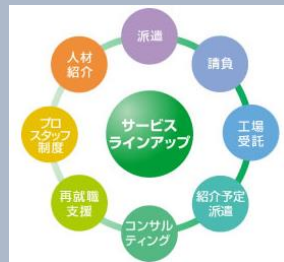 派遣
請負
工場
受託
紹介予定
派遣
コンサル
ティング
再就職
支援
プロ
スタッフ
制度
人材
紹介
サービス
ラインアップ